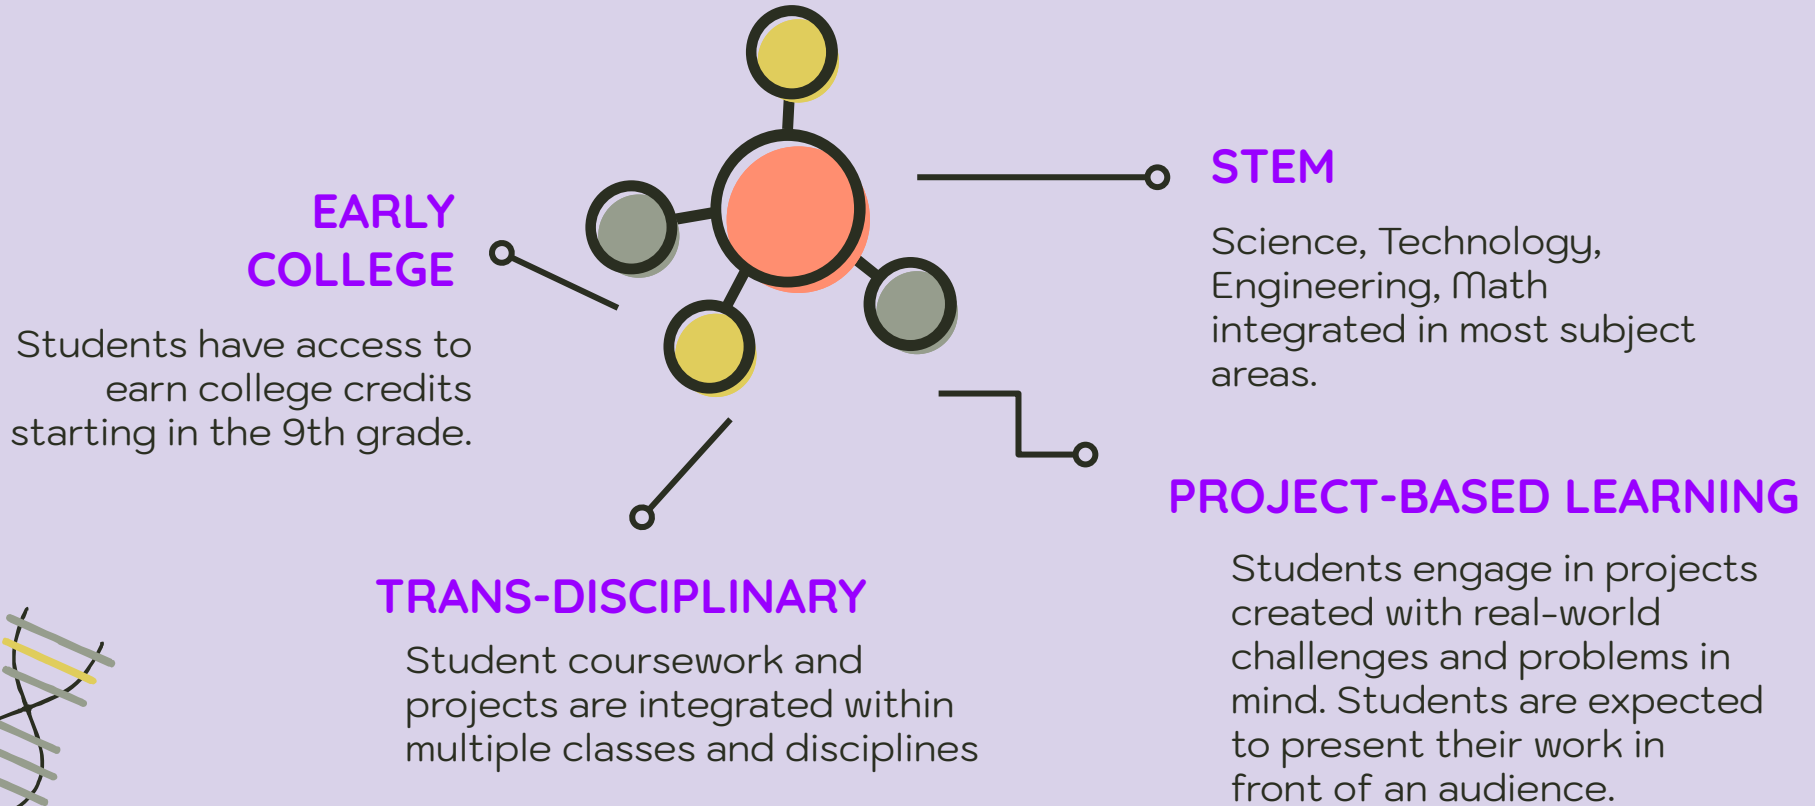 EARLY
COLLEGE
Students have access to
earn college credits
starting in the 9th grade.
STEM
Science, Technology,
Engineering, Math
integrated in most subject
areas.
TRANS-DISCIPLINARY
Student coursework and
projects are integrated within
multiple classes and disciplines
PROJECT-BASED LEARNING
Students engage in projects
created with real-world
challenges and problems in
mind. Students are expected
to present their work in
front of an audience.